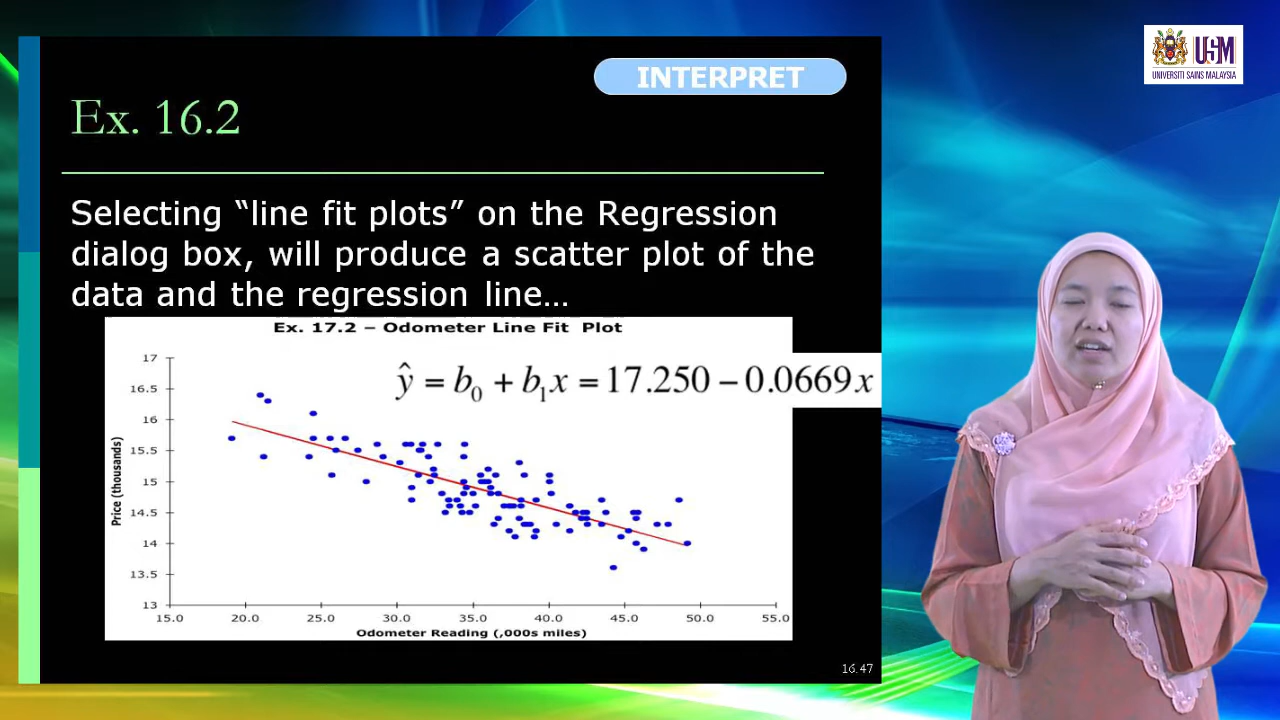 USM
UNIVERSITI SAINS MALAYSIA
INTERPRET
Ex. 16.2
Selecting “line fit plots” on the Regression
dialog box, will produce a scatter plot of the
data and the regression line…
Ex. 17.2 – Odometer Line Fit Plot
ŷ = b₀ + b₁x = 17.250 − 0.0669x
17
16.5
16
15.5
15
14.5
14
13.5
13
Price (thousands)
15.0 20.0 25.0 30.0 35.0 40.0 45.0 50.0 55.0
Odometer Reading (,000s miles)
16.47